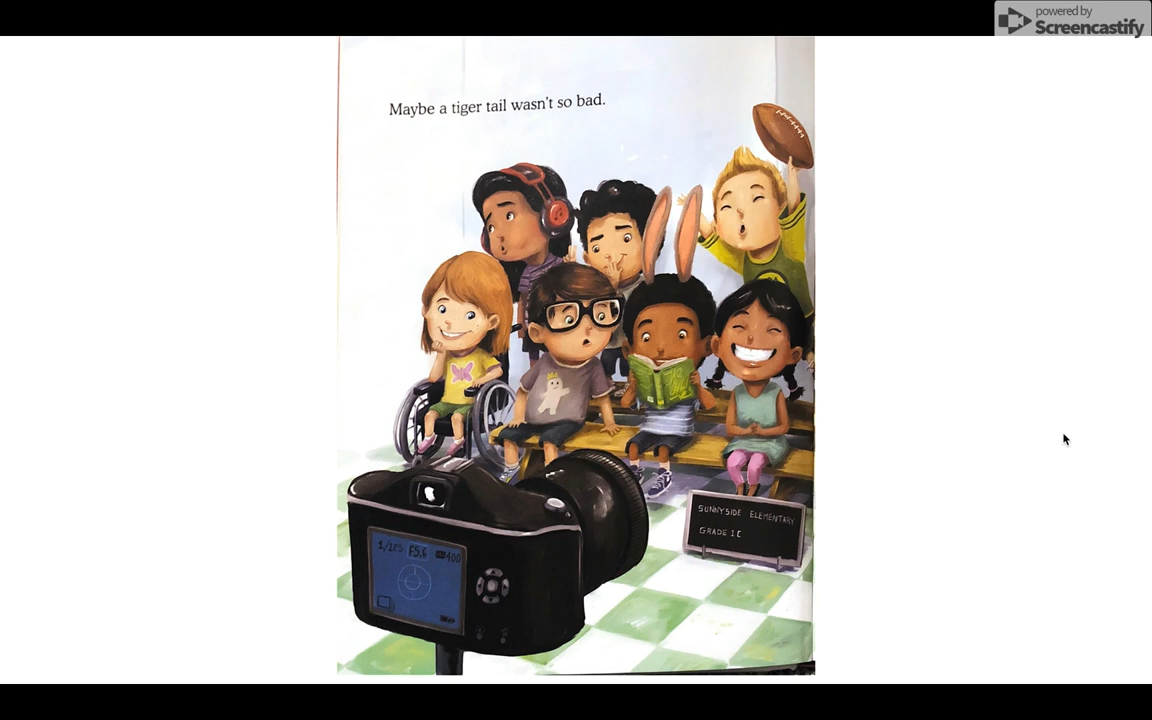 powered by
Screencastify
Maybe a tiger tail wasn't so bad.
SUNNYSIDE ELEMENTARY
GRADE 1C
1/125 F5.6 400